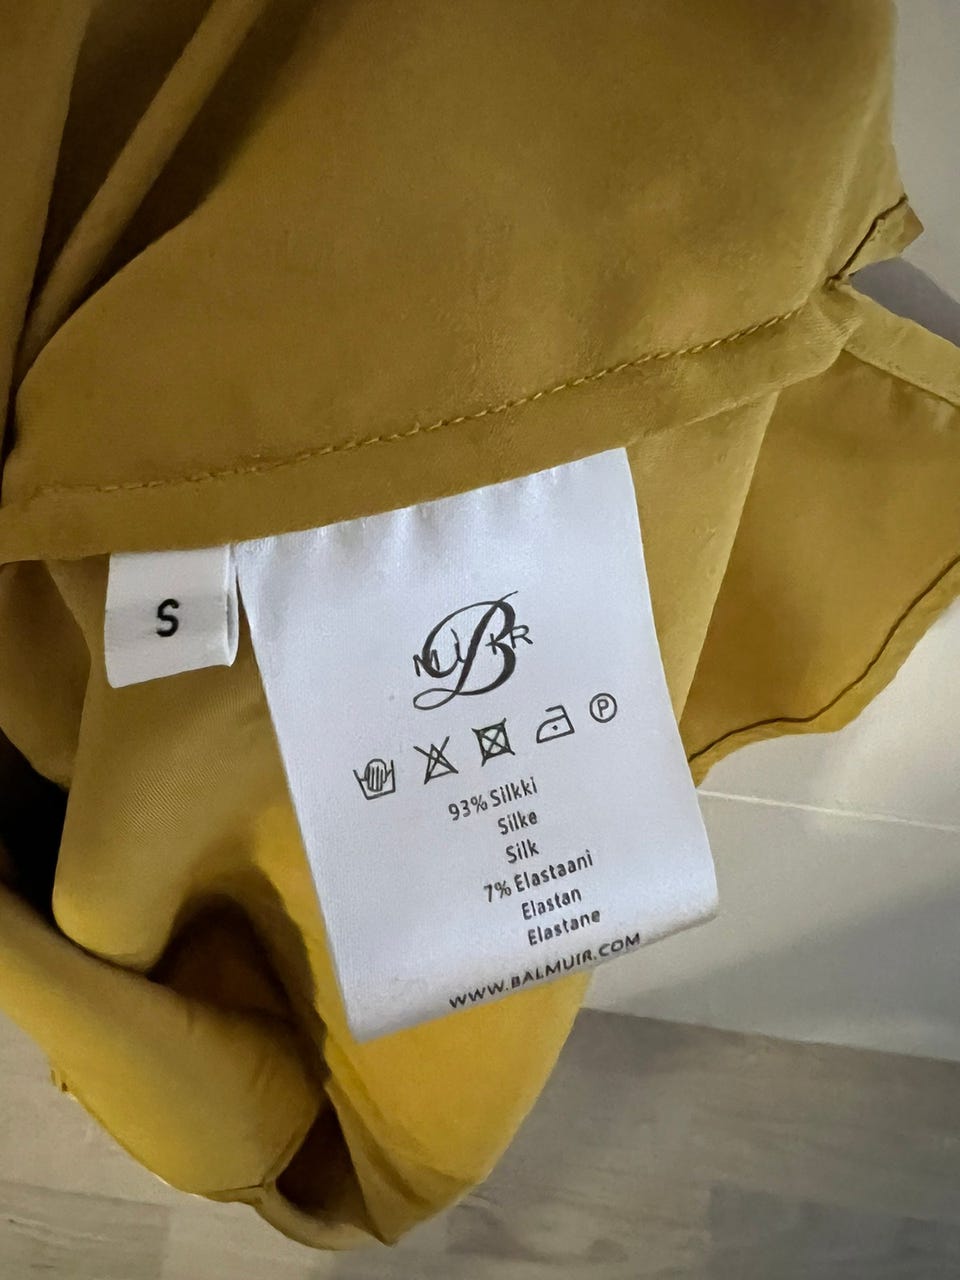 S
B
93% Silkki
Silke
Silk
7% Elastaani
Elastan
Elastane
WWW.BALMUIR.COM
P